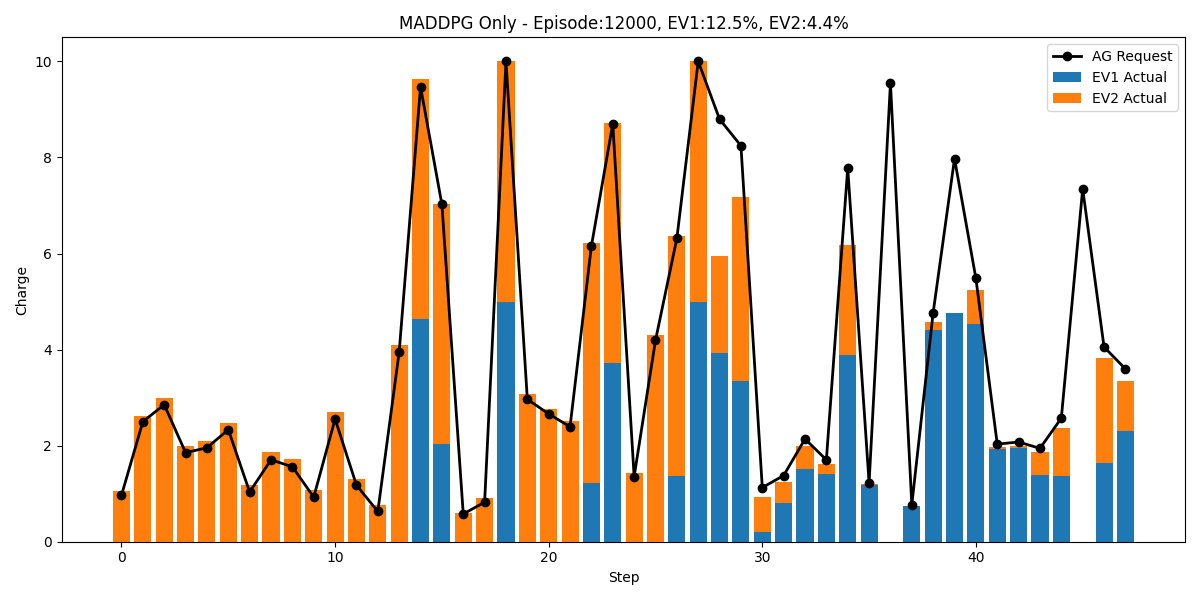 MADDPG Only - Episode:12000, EV1:12.5%, EV2:4.4%
AG Request
EV1 Actual
EV2 Actual
Charge
10
8
6
4
2
0
0 10 20 30 40
Step